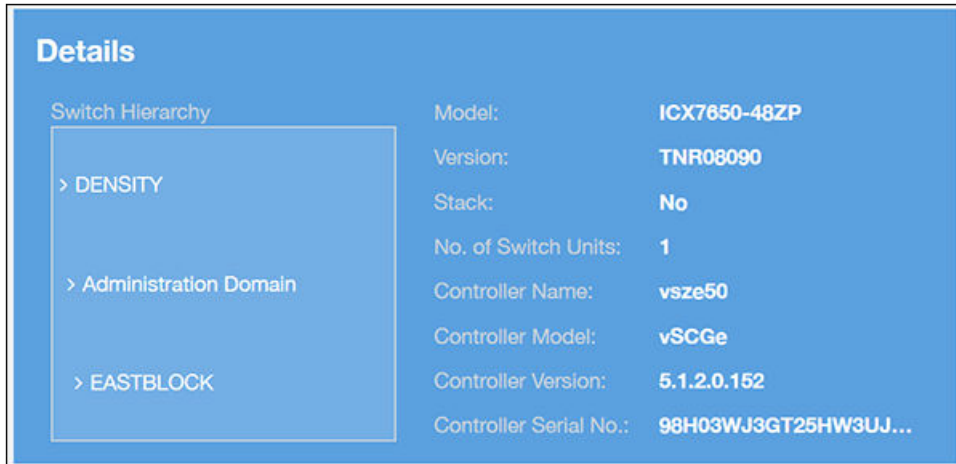 Details
Switch Hierarchy
> DENSITY
> Administration Domain
> EASTBLOCK
Model: ICX7650-48ZP
Version: TNR08090
Stack: No
No. of Switch Units: 1
Controller Name: vsze50
Controller Model: vSCGe
Controller Version: 5.1.2.0.152
Controller Serial No.: 98H03WJ3GT25HW3UJ...